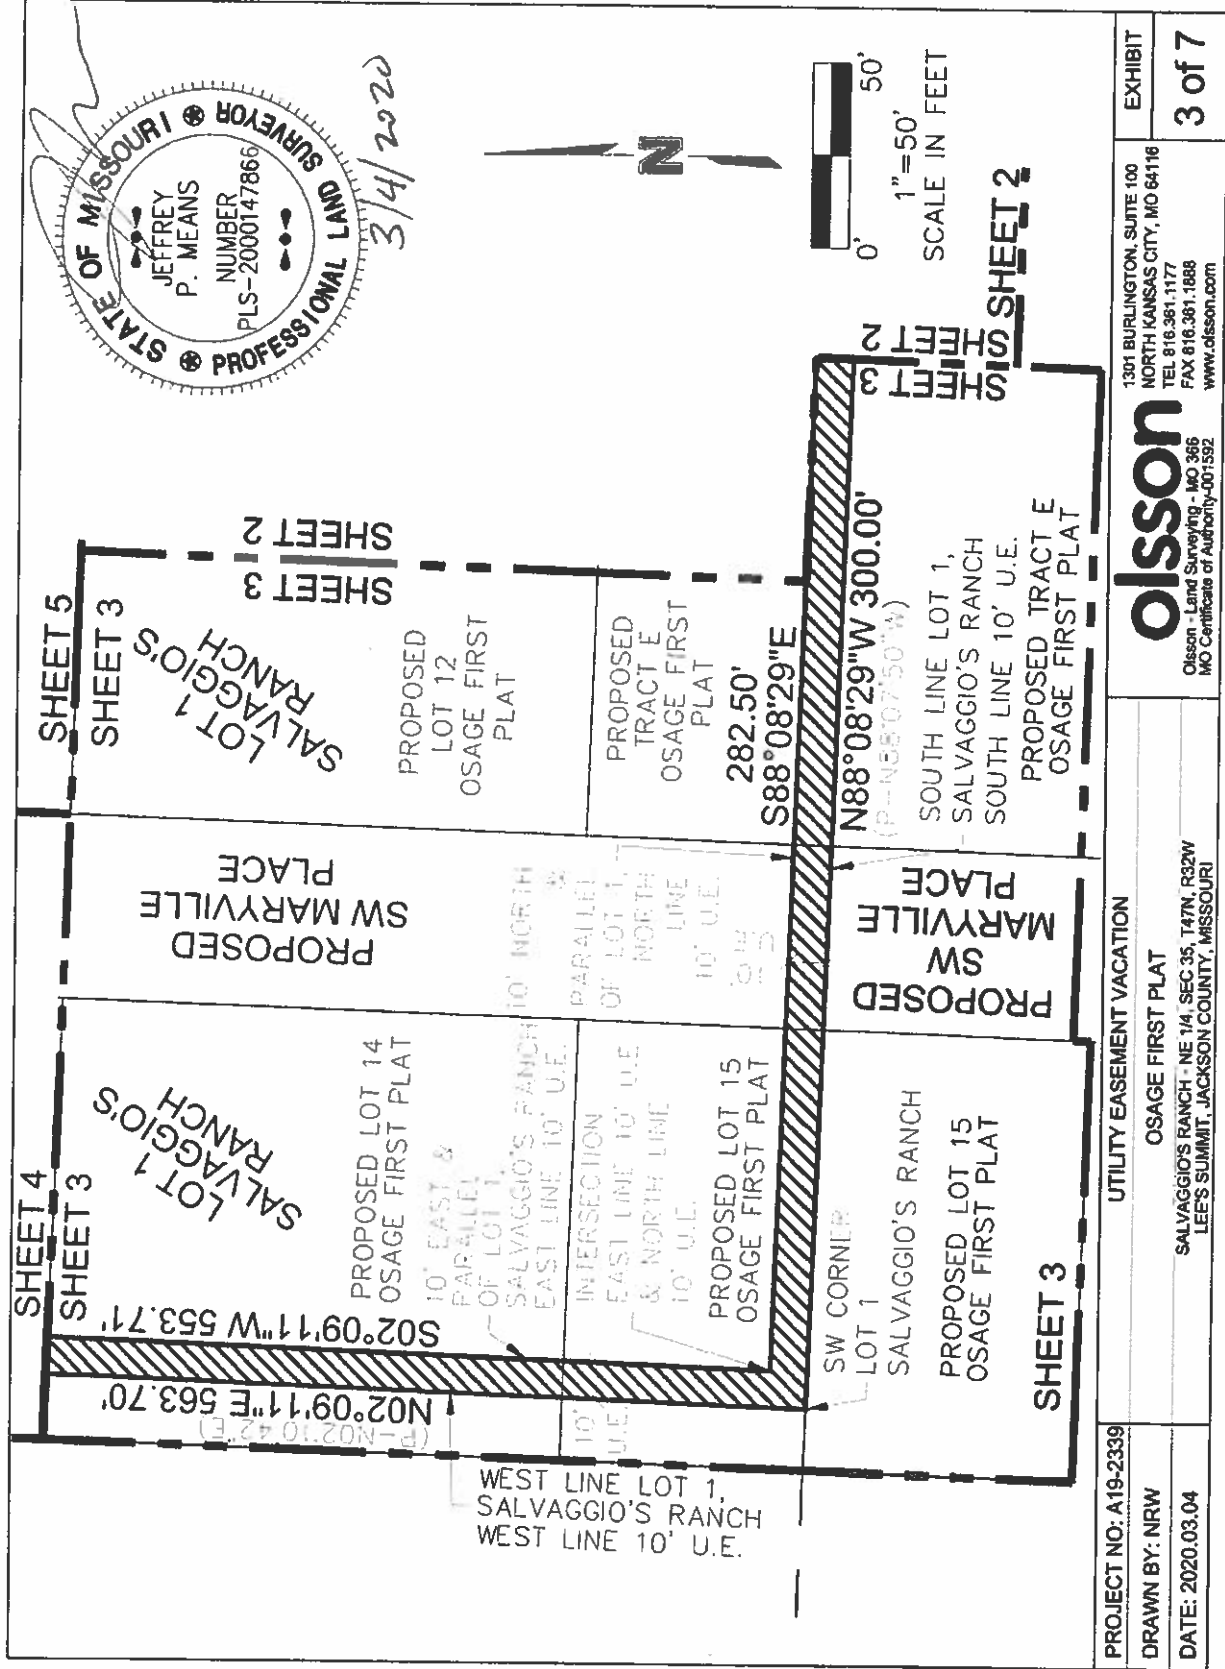 SHEET 4
SHEET 3
SHEET 5
SHEET 3
LOT 1
SALVAGGIO'S
RANCH
PROPOSED
SW MARYVILLE
PLACE
LOT 1
SALVAGGIO'S
RANCH
SHEET 3
SHEET 2
STATE OF MISSOURI
PROFESSIONAL LAND SURVEYOR
JEFFREY
P. MEANS
NUMBER
PLS-2000147866
3/4/2020
N
0'
50'
1"=50'
SCALE IN FEET
S02°09'11"W 553.71'
N02°09'11"E 563.70'
(P-N02°10'42"E)
PROPOSED LOT 14
OSAGE FIRST PLAT
10' EAST &
PARALLEL
OF LOT 1,
SALVAGGIO'S RANCH
EAST LINE 10' U.E.
PROPOSED
LOT 12
OSAGE FIRST
PLAT
WEST LINE LOT 1,
SALVAGGIO'S RANCH
WEST LINE 10' U.E.
10'
U.E.
INTERSECTION
EAST LINE 10' U.E
& NORTH LINE
10' U.E.
10' NORTH
PARALLEL
OF LOT 1,
NORTH
LINE
10' U.E.
10'
U.E.
PROPOSED
TRACT E
OSAGE FIRST
PLAT
PROPOSED LOT 15
OSAGE FIRST PLAT
282.50'
S88°08'29"E
N88°08'29"W 300.00'
(P-N88°07'50"W)
SW CORNER
LOT 1
SALVAGGIO'S RANCH
PROPOSED LOT 15
OSAGE FIRST PLAT
PROPOSED
SW
MARYVILLE
PLACE
SOUTH LINE LOT 1,
SALVAGGIO'S RANCH
SOUTH LINE 10' U.E.
PROPOSED TRACT E
OSAGE FIRST PLAT
SHEET 3
SHEET 2
SHEET 2
SHEET 3
PROJECT NO: A19-2339
DRAWN BY: NRW
DATE: 2020.03.04
UTILITY EASEMENT VACATION
OSAGE FIRST PLAT
SALVAGGIO'S RANCH - NE 1/4, SEC 35, T47N, R32W
LEE'S SUMMIT, JACKSON COUNTY, MISSOURI
olsson
Olsson - Land Surveying - MO 366
MO Certificate of Authority-001592
1301 BURLINGTON, SUITE 100
NORTH KANSAS CITY, MO 64116
TEL 816.361.1177
FAX 816.361.1888
www.olsson.com
EXHIBIT
3 of 7